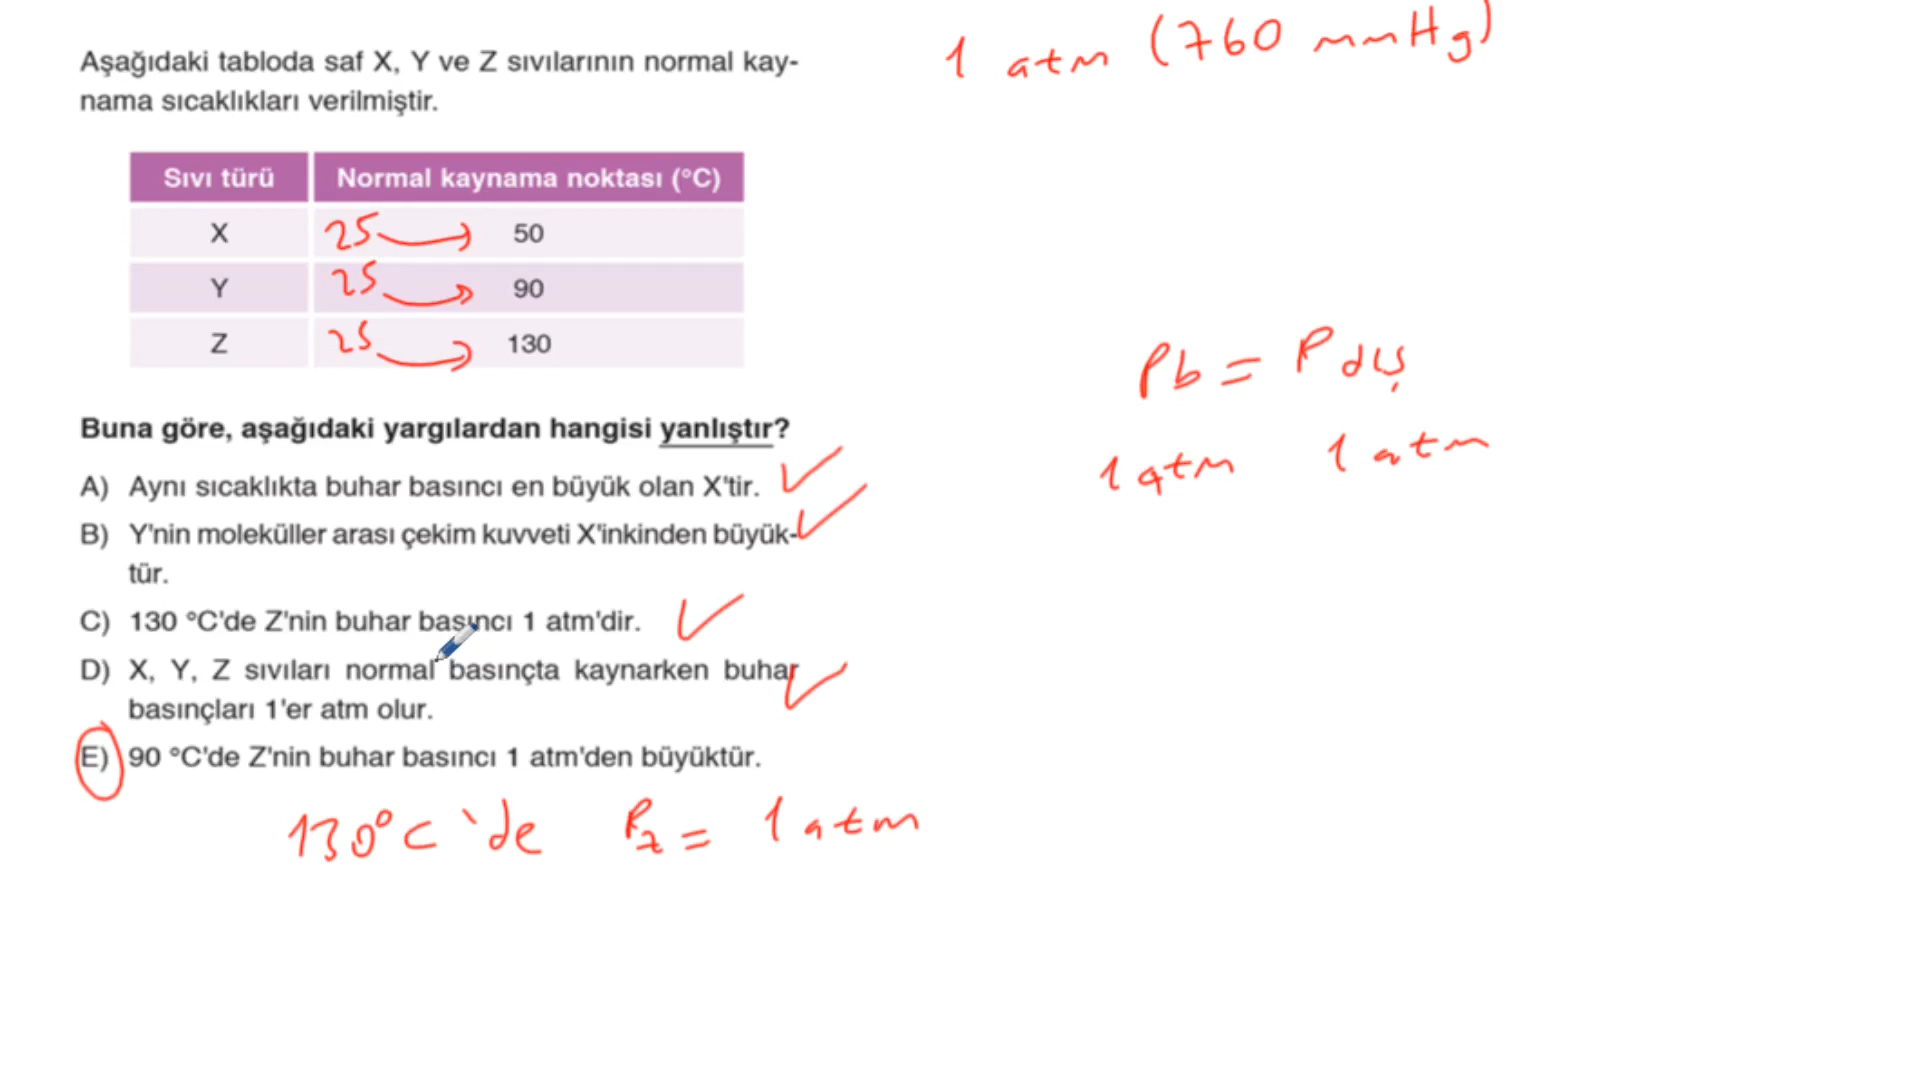 1 atm (760 mmHg)
Aşağıdaki tabloda saf X, Y ve Z sıvılarının normal kay-
nama sıcaklıkları verilmiştir.
Sıvı türü Normal kaynama noktası (°C)
X 25 → 50
Y 25 → 90
Z 25 → 130
Pb = P dış
1 atm 1 atm
Buna göre, aşağıdaki yargılardan hangisi yanlıştır?
A) Aynı sıcaklıkta buhar basıncı en büyük olan X'tir.
B) Y'nin moleküller arası çekim kuvveti X'inkinden büyük-
tür.
C) 130 °C'de Z'nin buhar basıncı 1 atm'dir.
D) X, Y, Z sıvıları normal basınçta kaynarken buhar
basınçları 1'er atm olur.
E) 90 °C'de Z'nin buhar basıncı 1 atm'den büyüktür.
130°C 'de Pz = 1 atm